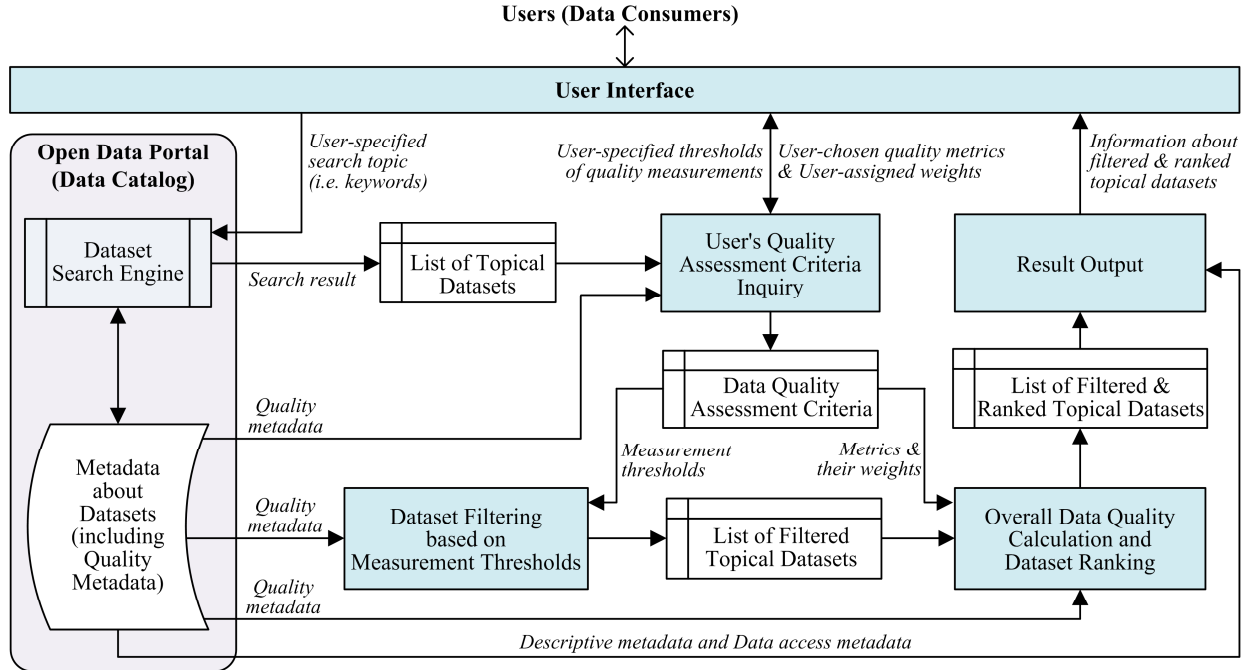 Users (Data Consumers)
User Interface
Open Data Portal
(Data Catalog)
User-specified
search topic
(i.e. keywords)
User-specified thresholds
of quality measurements
User-chosen quality metrics
& User-assigned weights
Information about
filtered & ranked
topical datasets
Dataset
Search Engine
Search result
List of Topical
Datasets
User's Quality
Assessment Criteria
Inquiry
Result Output
Data Quality
Assessment Criteria
List of Filtered &
Ranked Topical Datasets
Quality
metadata
Measurement
thresholds
Metrics &
their weights
Metadata
about
Datasets
(including
Quality
Metadata)
Quality
metadata
Dataset Filtering
based on
Measurement Thresholds
List of Filtered
Topical Datasets
Overall Data Quality
Calculation and
Dataset Ranking
Quality
metadata
Descriptive metadata and Data access metadata